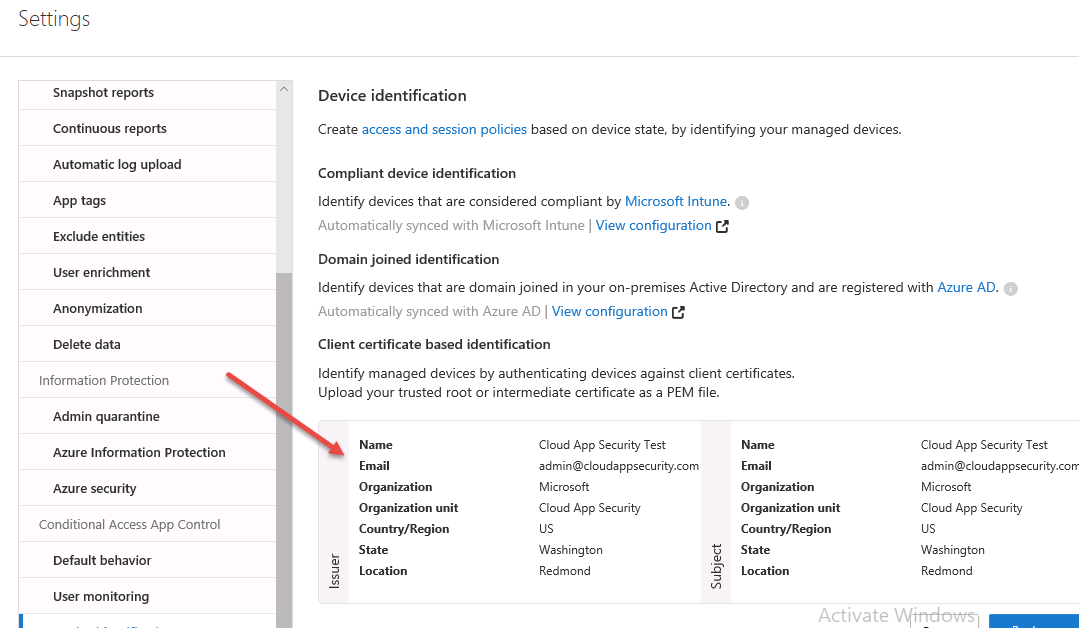 Settings
Snapshot reports
Continuous reports
Automatic log upload
App tags
Exclude entities
User enrichment
Anonymization
Delete data
Information Protection
Admin quarantine
Azure Information Protection
Azure security
Conditional Access App Control
Default behavior
User monitoring
Device identification
Create access and session policies based on device state, by identifying your managed devices.
Compliant device identification
Identify devices that are considered compliant by Microsoft Intune.
Automatically synced with Microsoft Intune | View configuration
Domain joined identification
Identify devices that are domain joined in your on-premises Active Directory and are registered with Azure AD.
Automatically synced with Azure AD | View configuration
Client certificate based identification
Identify managed devices by authenticating devices against client certificates.
Upload your trusted root or intermediate certificate as a PEM file.
Issuer
Name Cloud App Security Test
Email admin@cloudappsecurity.com
Organization Microsoft
Organization unit Cloud App Security
Country/Region US
State Washington
Location Redmond
Subject
Name Cloud App Security Test
Email admin@cloudappsecurity.com
Organization Microsoft
Organization unit Cloud App Security
Country/Region US
State Washington
Location Redmond
Activate Windows